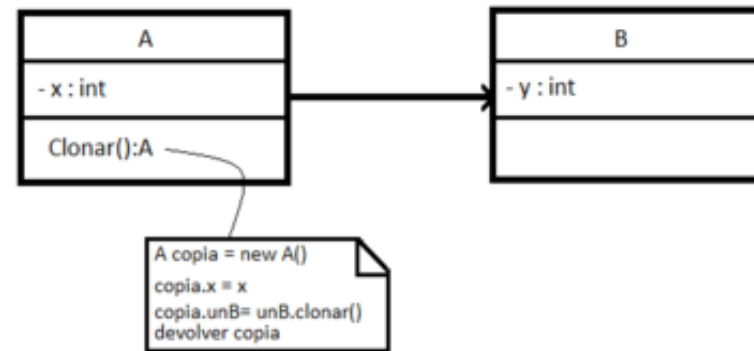 A
- x : int
Clonar():A
B
- y : int
A copia = new A()
copia.x = x
copia.unB= unB.clonar()
devolver copia